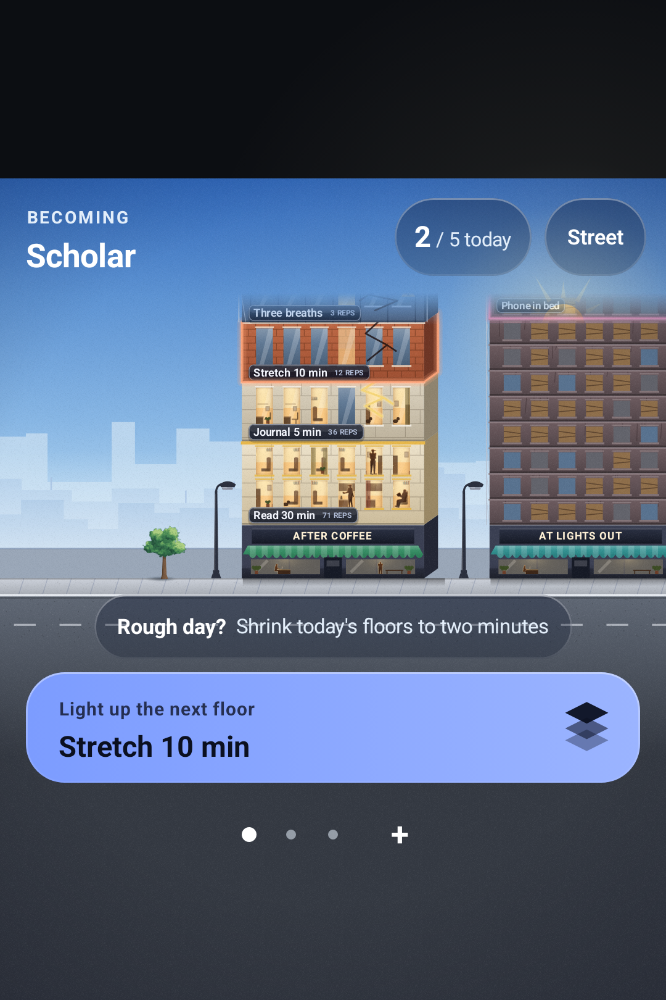 BECOMING
Scholar
2 / 5 today
Street
Three breaths 3 REPS
Phone in bed
Stretch 10 min 12 REPS
Journal 5 min 36 REPS
Read 30 min 71 REPS
AFTER COFFEE
AT LIGHTS OUT
Rough day? Shrink today's floors to two minutes
Light up the next floor
Stretch 10 min